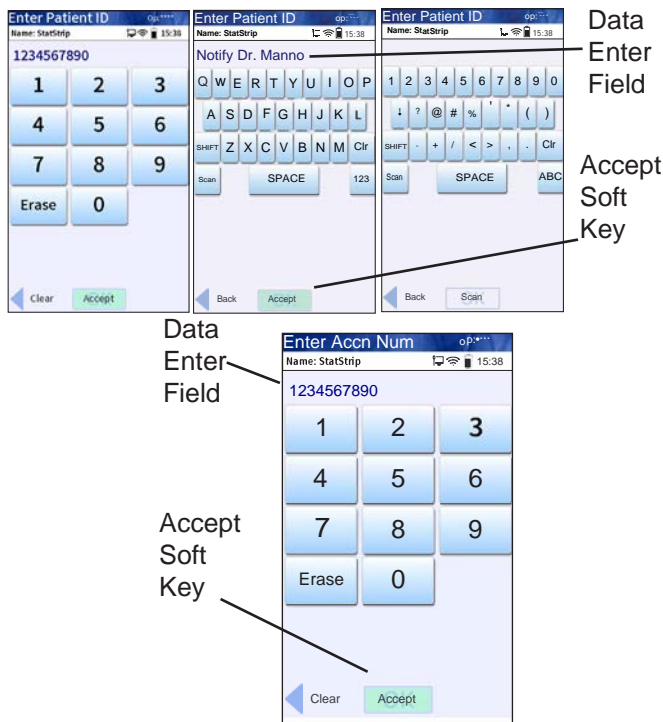 Enter Patient ID Op:****
Name: StatStrip 15:38
1234567890
1 2 3
4 5 6
7 8 9
Erase 0
Clear Accept
Enter Patient ID op:····
Name: StatStrip 15:38
Notify Dr. Manno
Q W E R T Y U I O P
A S D F G H J K L
SHIFT Z X C V B N M Clr
Scan SPACE 123
Back Accept
Enter Patient ID op:····
Name: StatStrip 15:38
1 2 3 4 5 6 7 8 9 0
↓ ? @ # % ' " ( )
SHIFT - + / < > , . Clr
Scan SPACE ABC
Back Scan
Data
Enter
Field
Accept
Soft
Key
Data
Enter
Field
Enter Accn Num op:••••
Name: StatStrip 15:38
1234567890
1 2 3
4 5 6
7 8 9
Erase 0
Clear Accept
Accept
Soft
Key